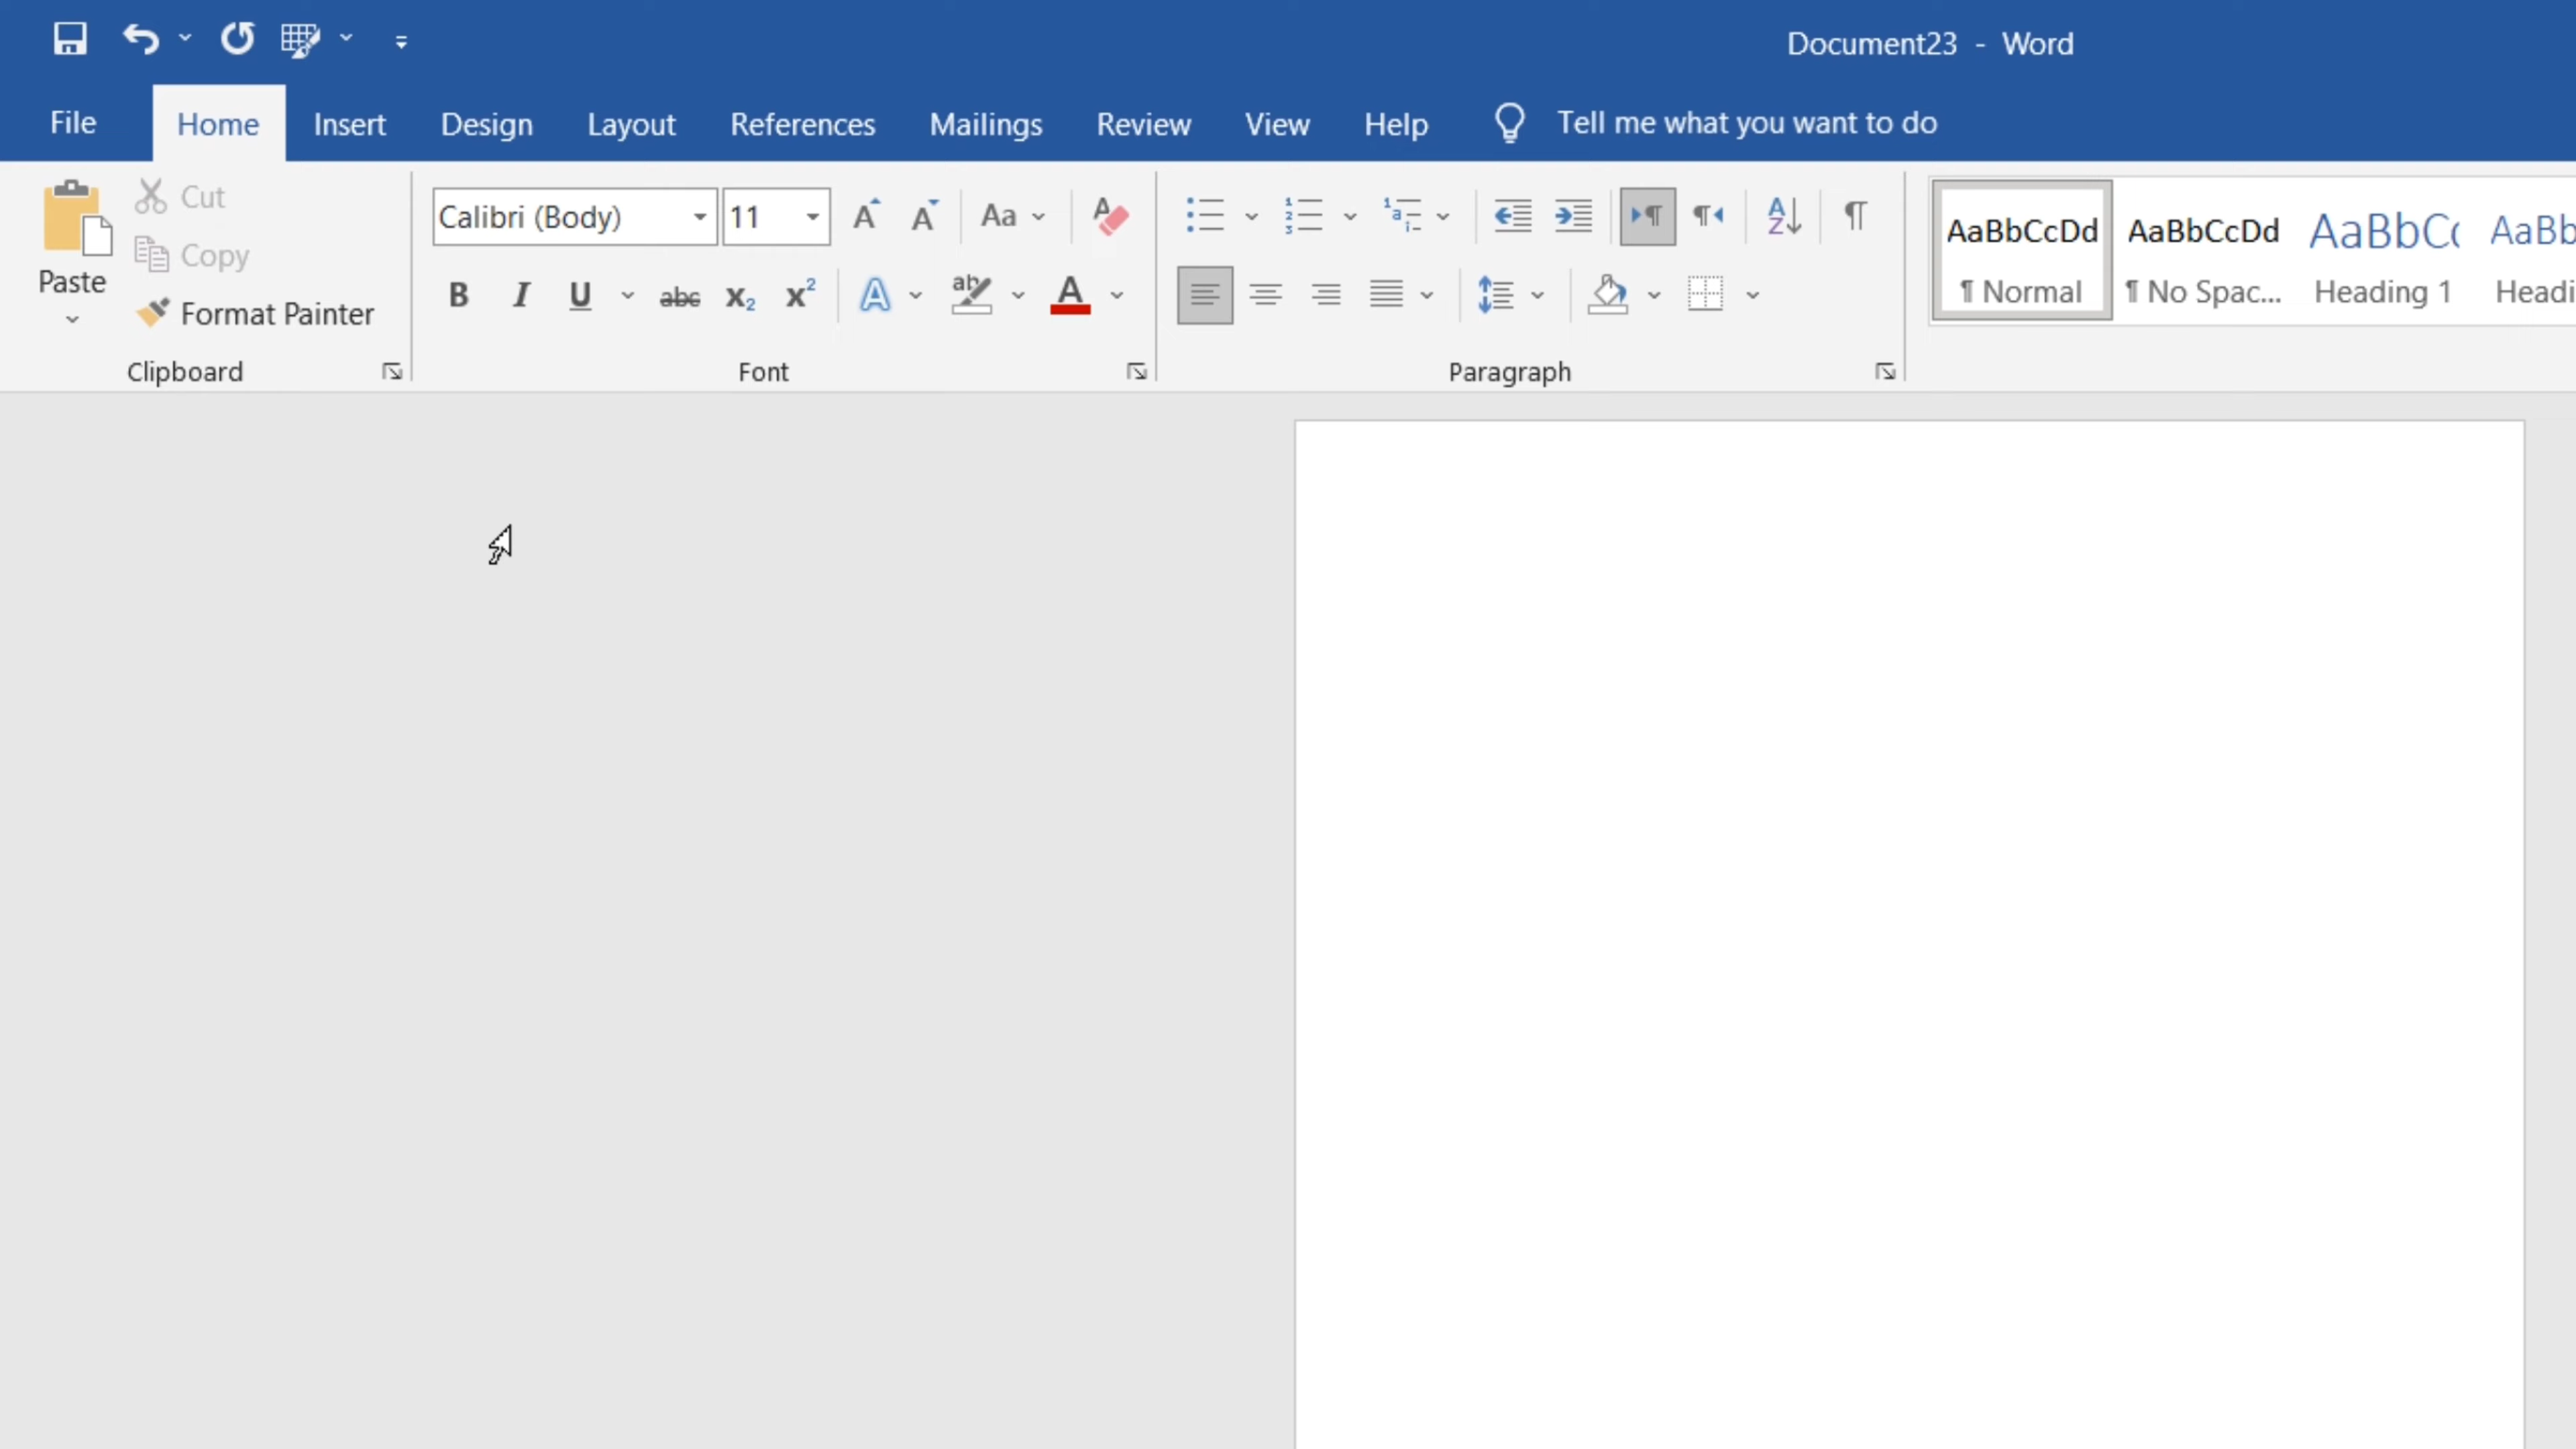 Document23 - Word
File Home Insert Design Layout References Mailings Review View Help Tell me what you want to do
Paste
Cut
Copy
Format Painter
Clipboard
Calibri (Body) 11
Aa
B I U abc x₂ x²
Font
Paragraph
AaBbCcDd AaBbCcDd AaBbC AaBb
¶ Normal ¶ No Spac... Heading 1 Headi